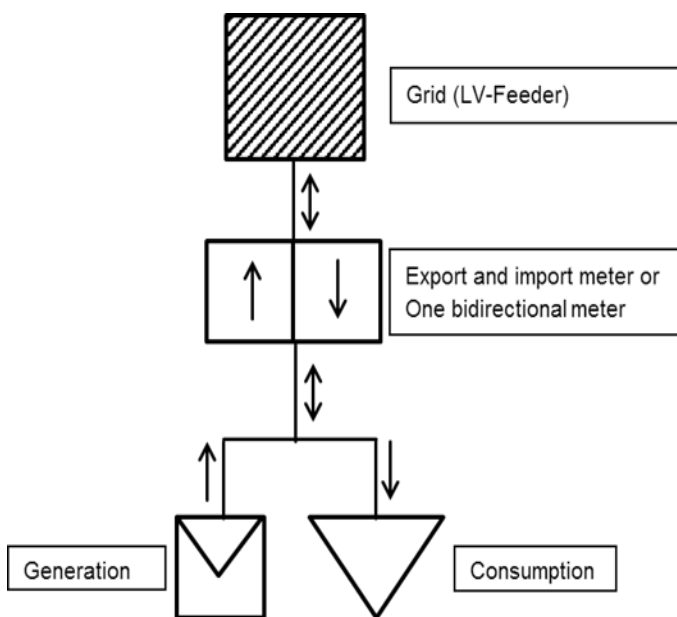 Grid (LV-Feeder)
Export and import meter or
One bidirectional meter
Generation
Consumption